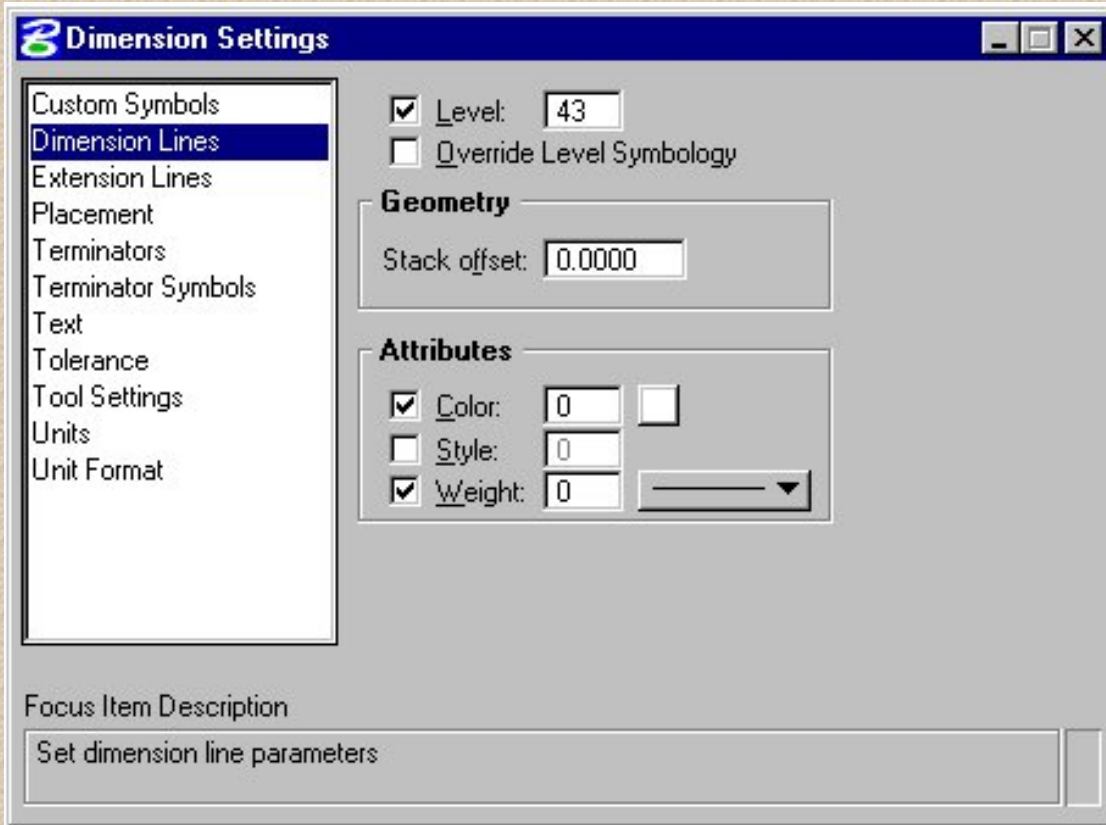 Dimension Settings
Custom Symbols
Dimension Lines
Extension Lines
Placement
Terminators
Terminator Symbols
Text
Tolerance
Tool Settings
Units
Unit Format
Level: 43
Override Level Symbology
Geometry
Stack offset: 0.0000
Attributes
Color: 0
Style: 0
Weight: 0
Focus Item Description
Set dimension line parameters